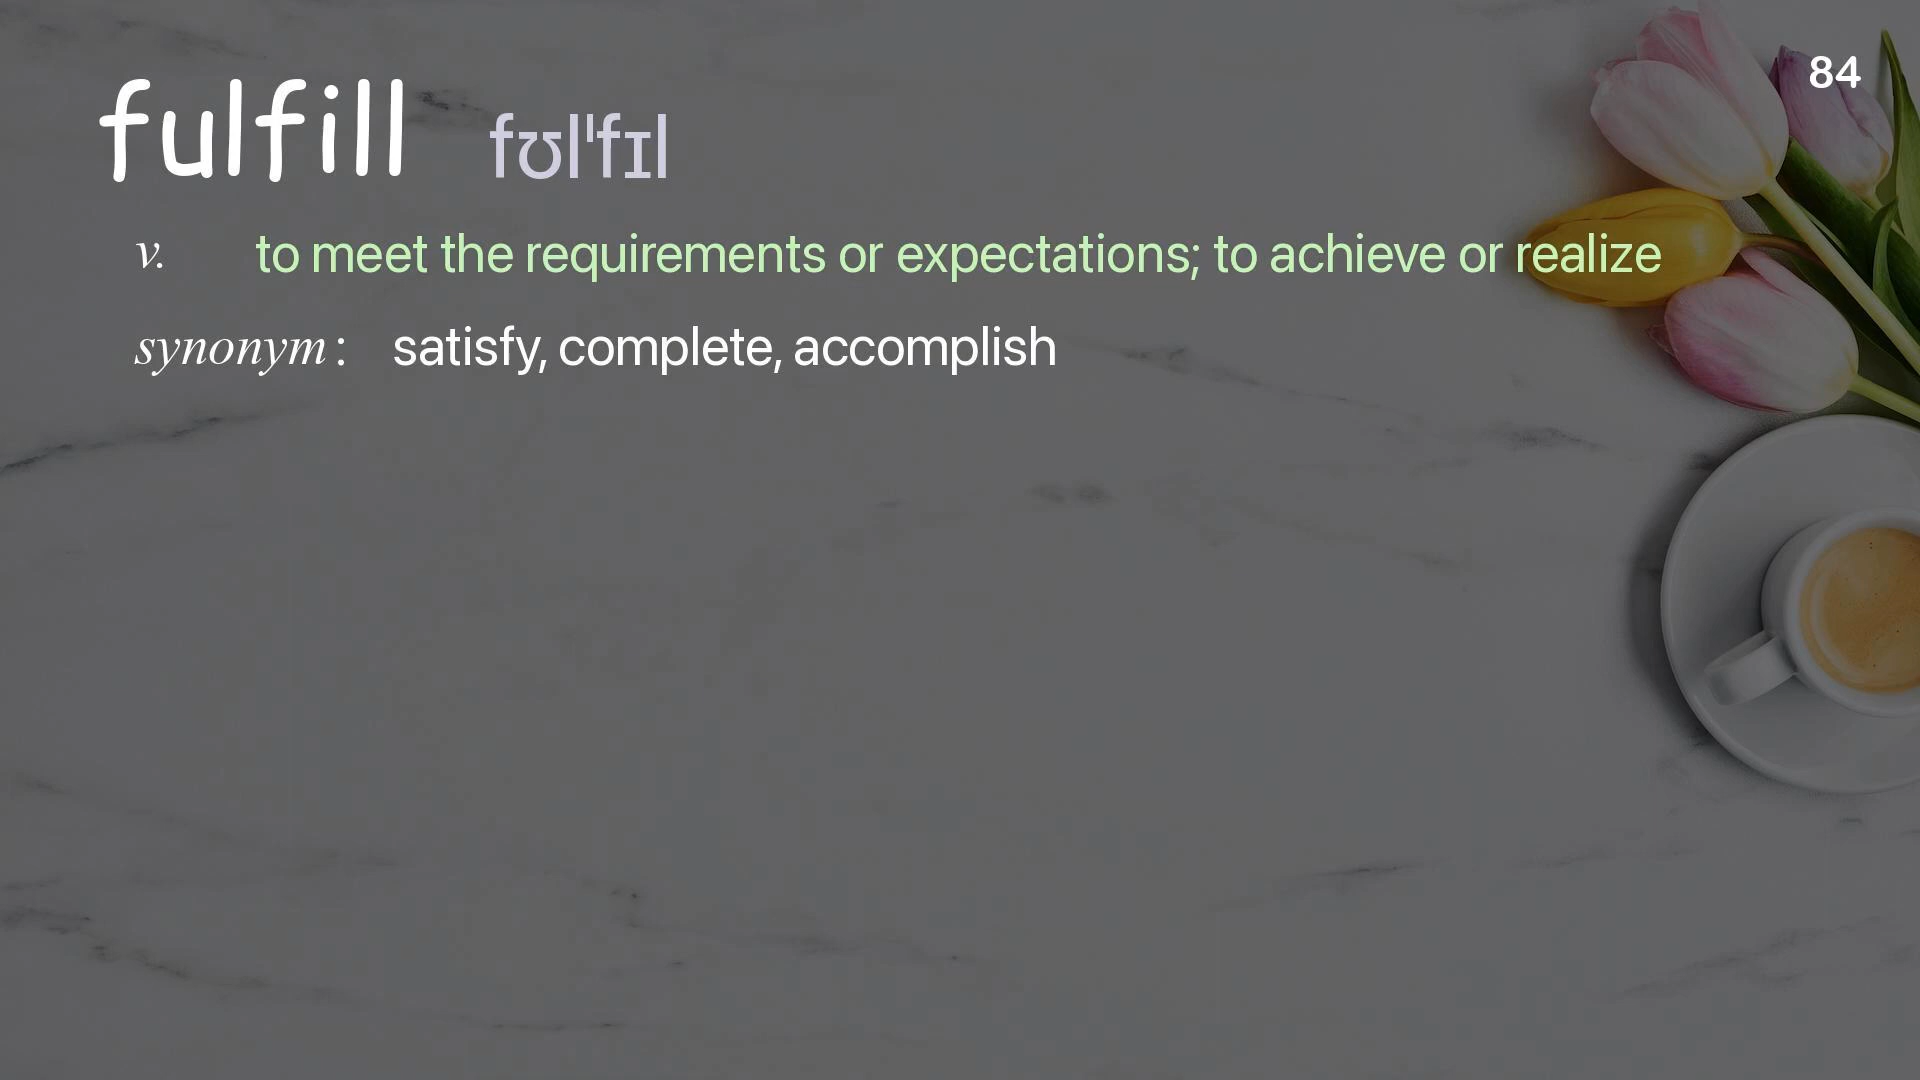 84
fulfill fʊlˈfɪl
v. to meet the requirements or expectations; to achieve or realize
synonym : satisfy, complete, accomplish